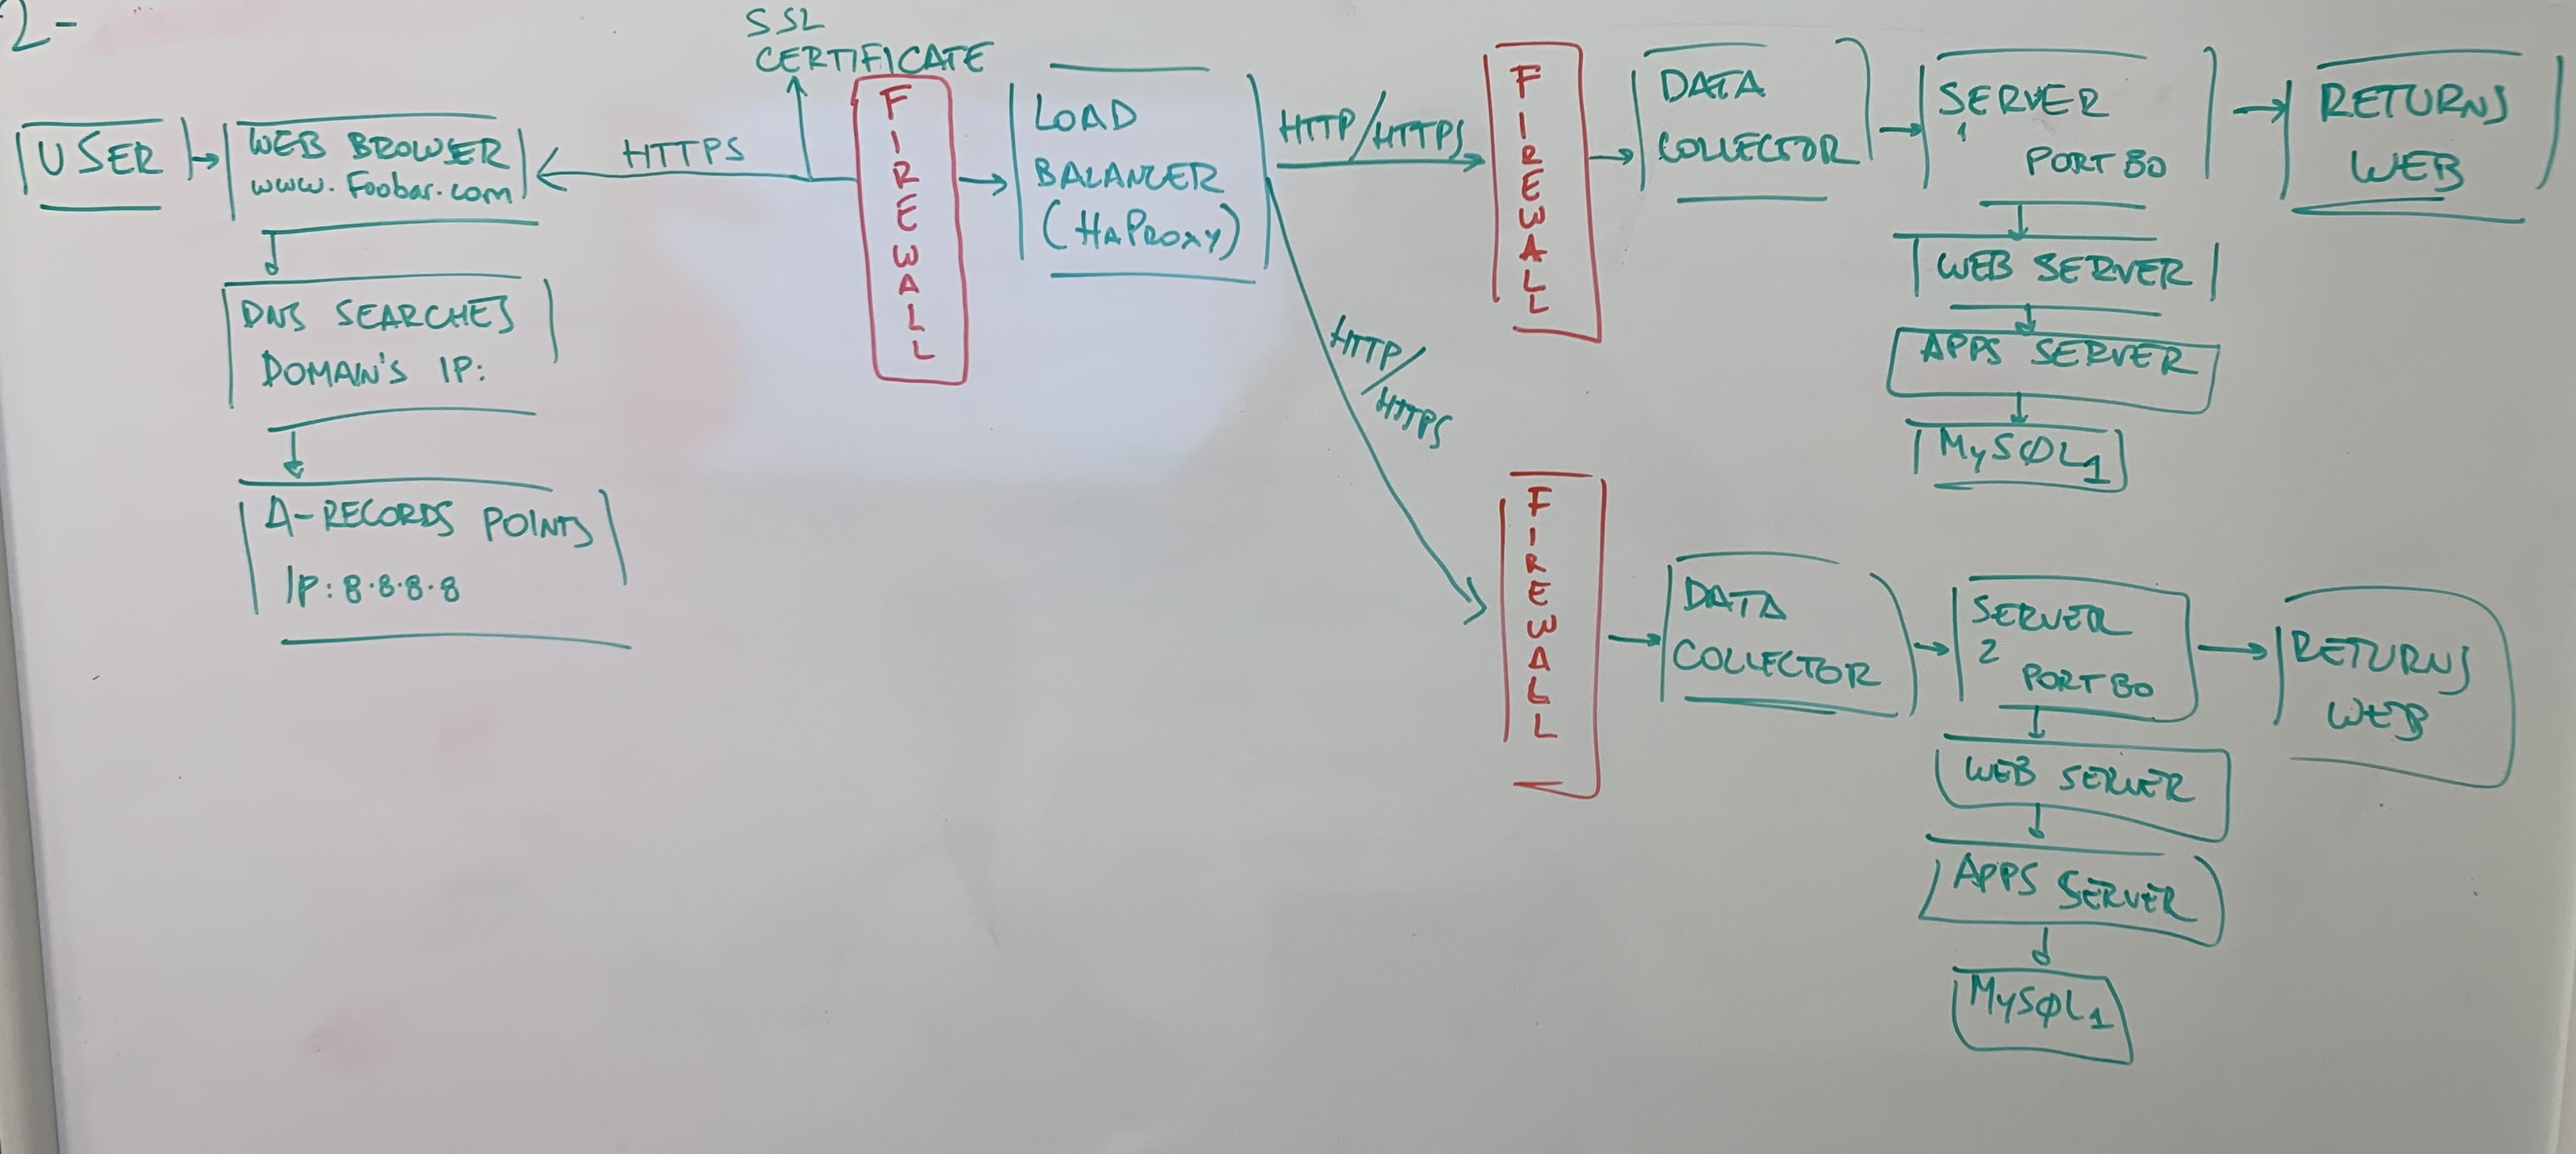 2-
SSL
CERTIFICATE
USER
WEB BROWSER
www.Foobar.com
HTTPS
FIREWALL
LOAD
BALANCER
(HAPROXY)
HTTP/HTTPS
FIREWALL
DATA
COLLECTOR
SERVER
1
PORT 80
RETURNS
WEB
WEB SERVER
APPS SERVER
MySQL1
DNS SEARCHES
DOMAIN'S IP:
A-RECORDS POINTS
IP: 8.8.8.8
HTTP/
HTTPS
FIREWALL
DATA
COLLECTOR
SERVER
2
PORT 80
RETURNS
WEB
WEB SERVER
APPS SERVER
MySQL1